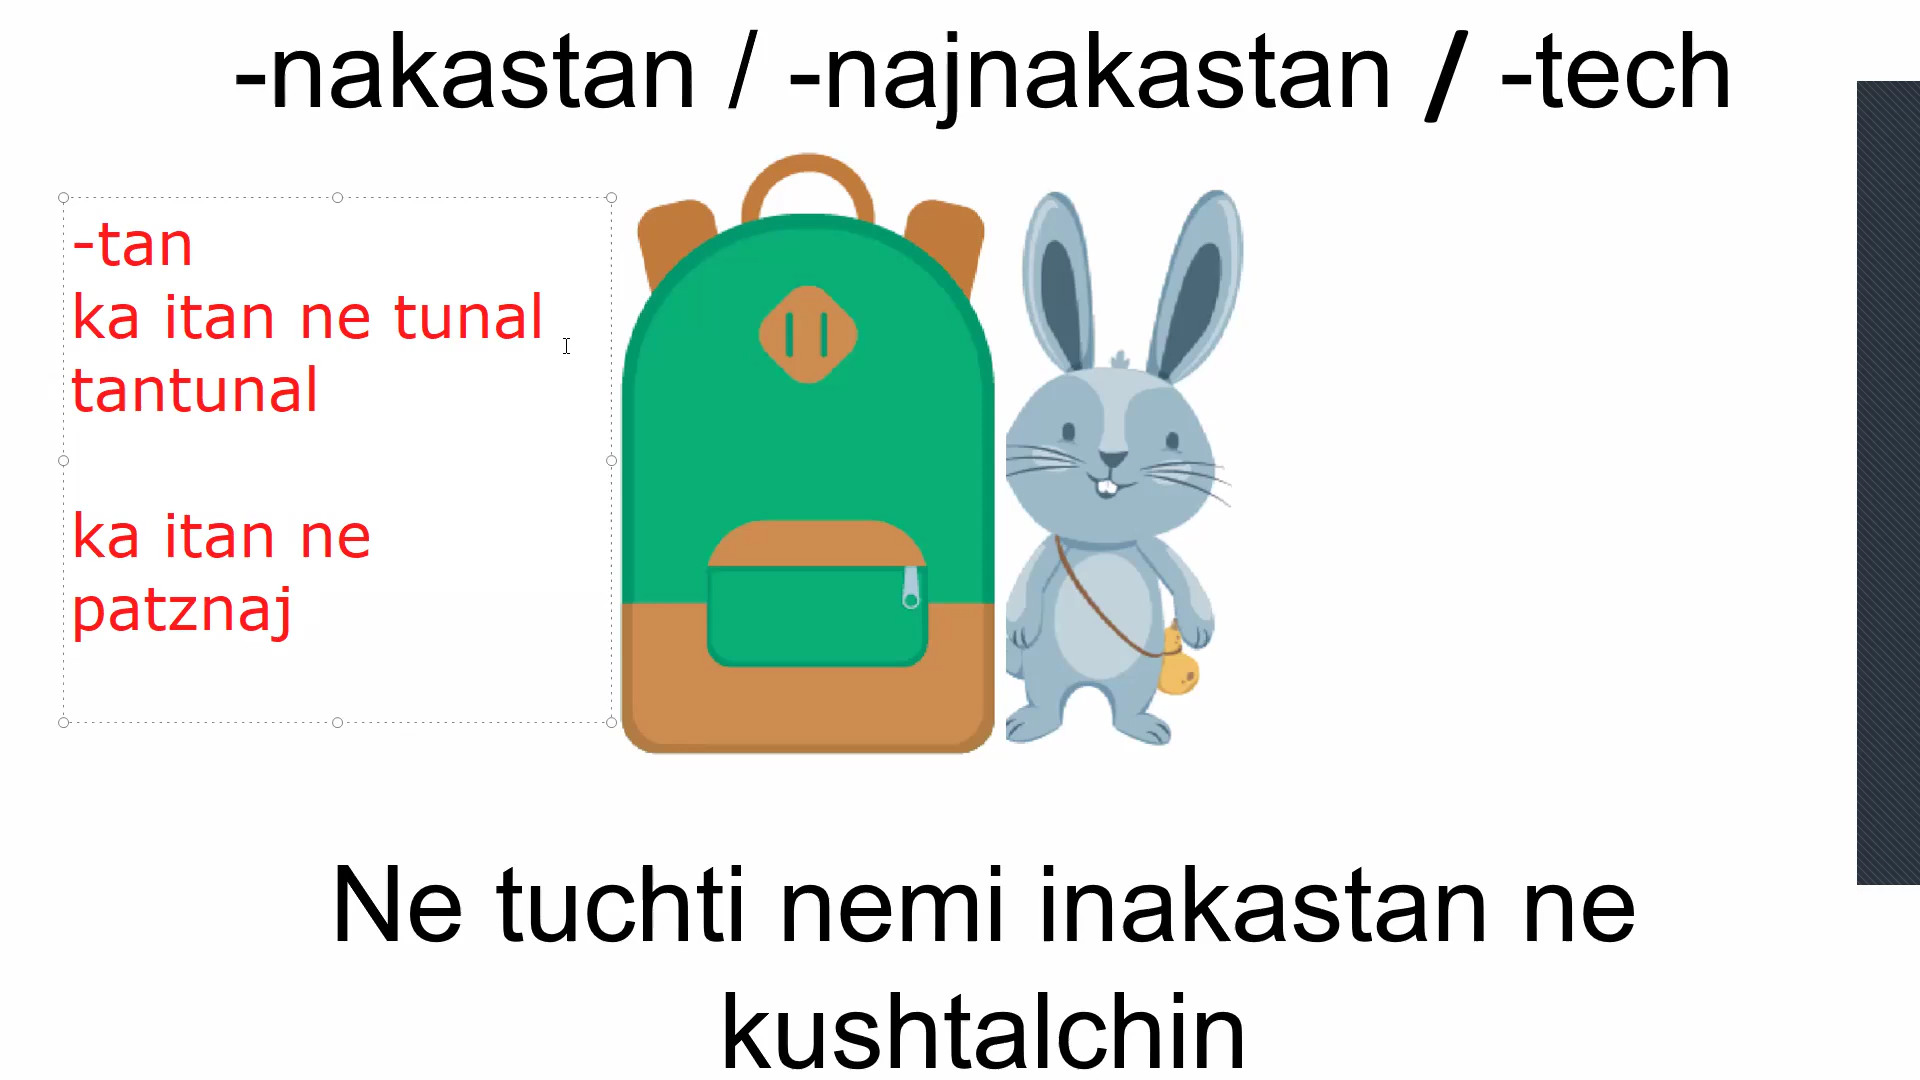 -nakastan / -najnakastan / -tech
-tan
ka itan ne tunal
tantunal
ka itan ne
patznaj
Ne tuchti nemi inakastan ne
kushtalchin